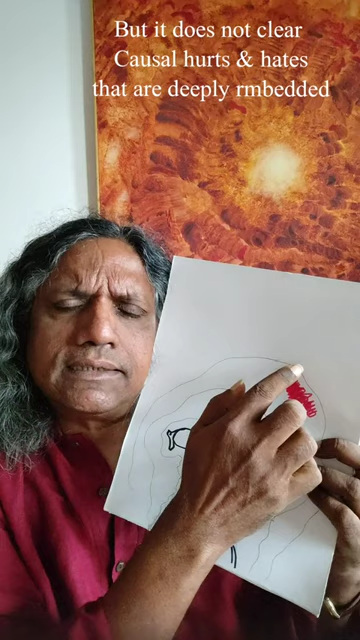 But it does not clear
Causal hurts & hates
that are deeply rmbedded